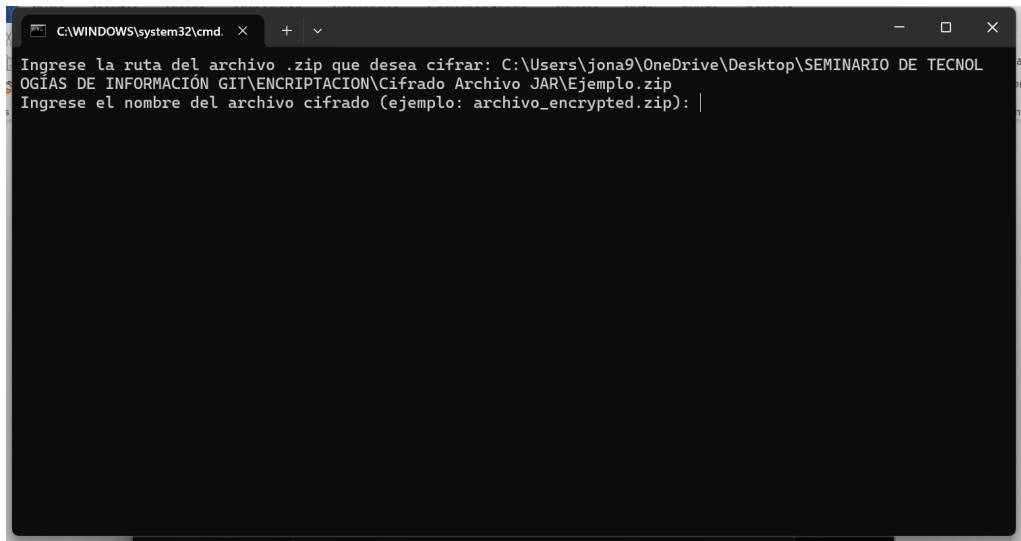 C:\WINDOWS\system32\cmd.
Ingrese la ruta del archivo .zip que desea cifrar: C:\Users\jona9\OneDrive\Desktop\SEMINARIO DE TECNOL
OGÍAS DE INFORMACIÓN GIT\ENCRIPTACION\Cifrado Archivo JAR\Ejemplo.zip
Ingrese el nombre del archivo cifrado (ejemplo: archivo_encrypted.zip):